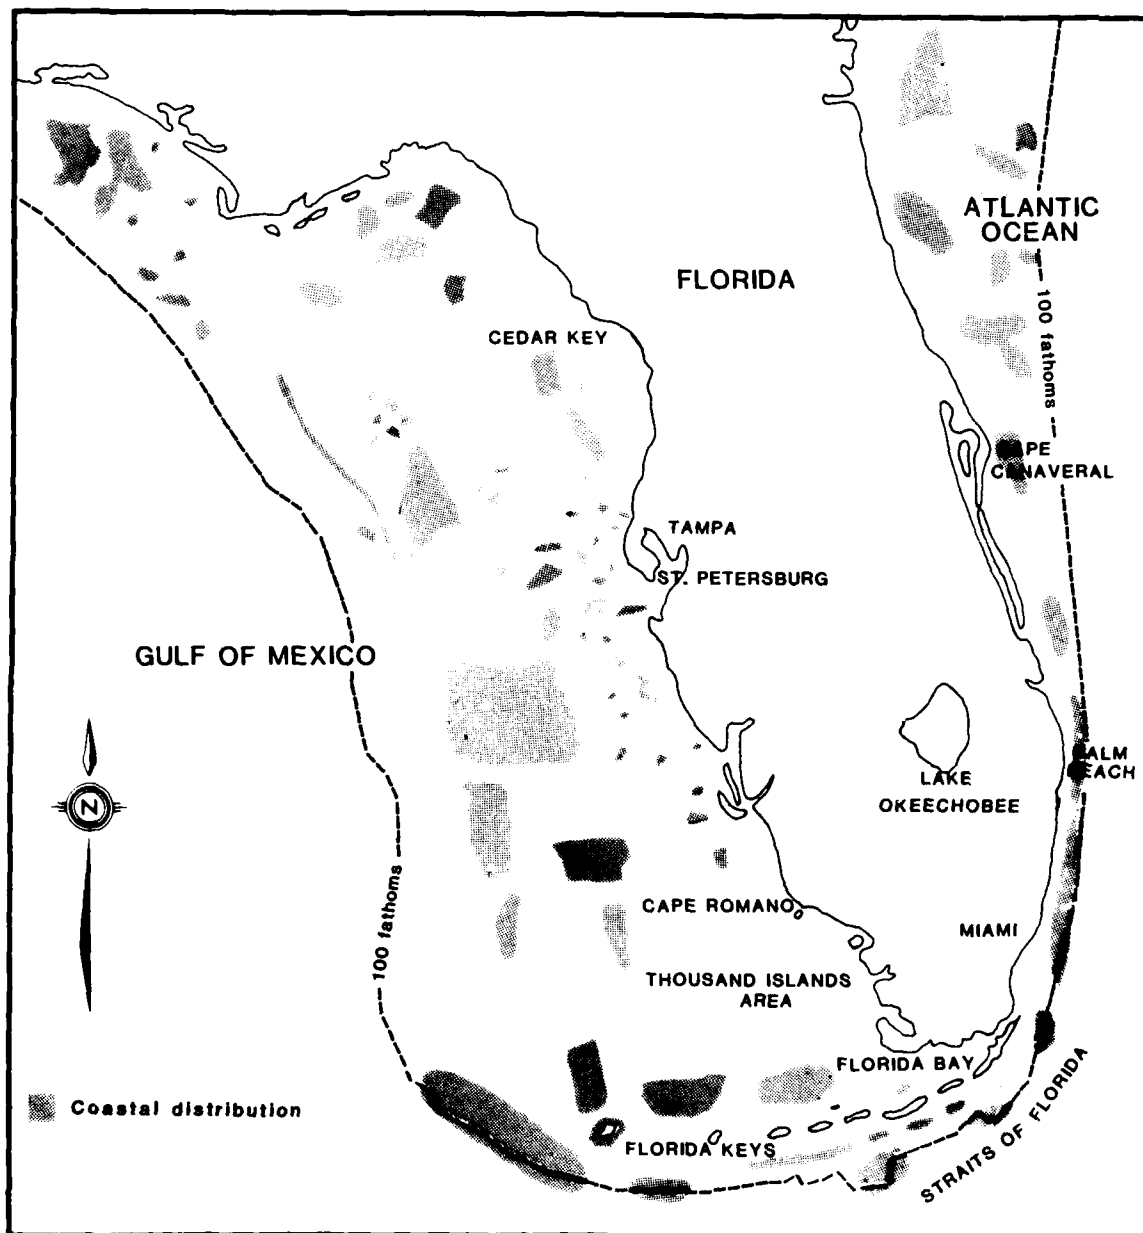 ATLANTIC
OCEAN
FLORIDA
100 fathoms
CEDAR KEY
CAPE
CANAVERAL
TAMPA
ST. PETERSBURG
GULF OF MEXICO
PALM
BEACH
LAKE
OKEECHOBEE
N
CAPE ROMANO
100 fathoms
MIAMI
THOUSAND ISLANDS
AREA
FLORIDA BAY
Coastal distribution
FLORIDA KEYS
STRAITS OF FLORIDA